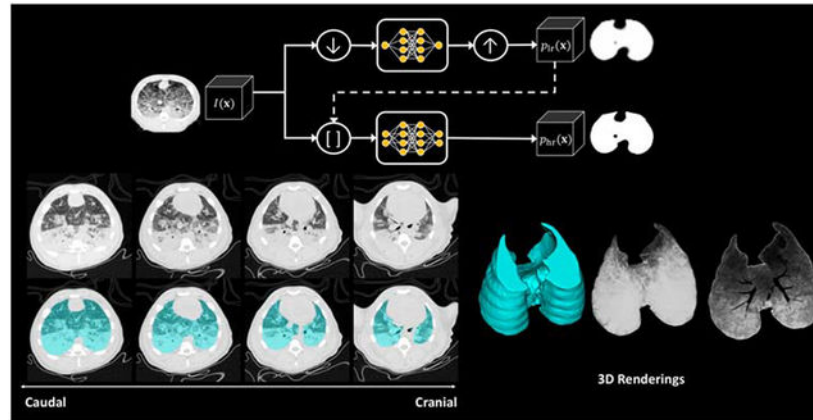 ↓
↑
p_lr(x)
I(x)
[ ]
p_hr(x)
3D Renderings
Caudal
Cranial